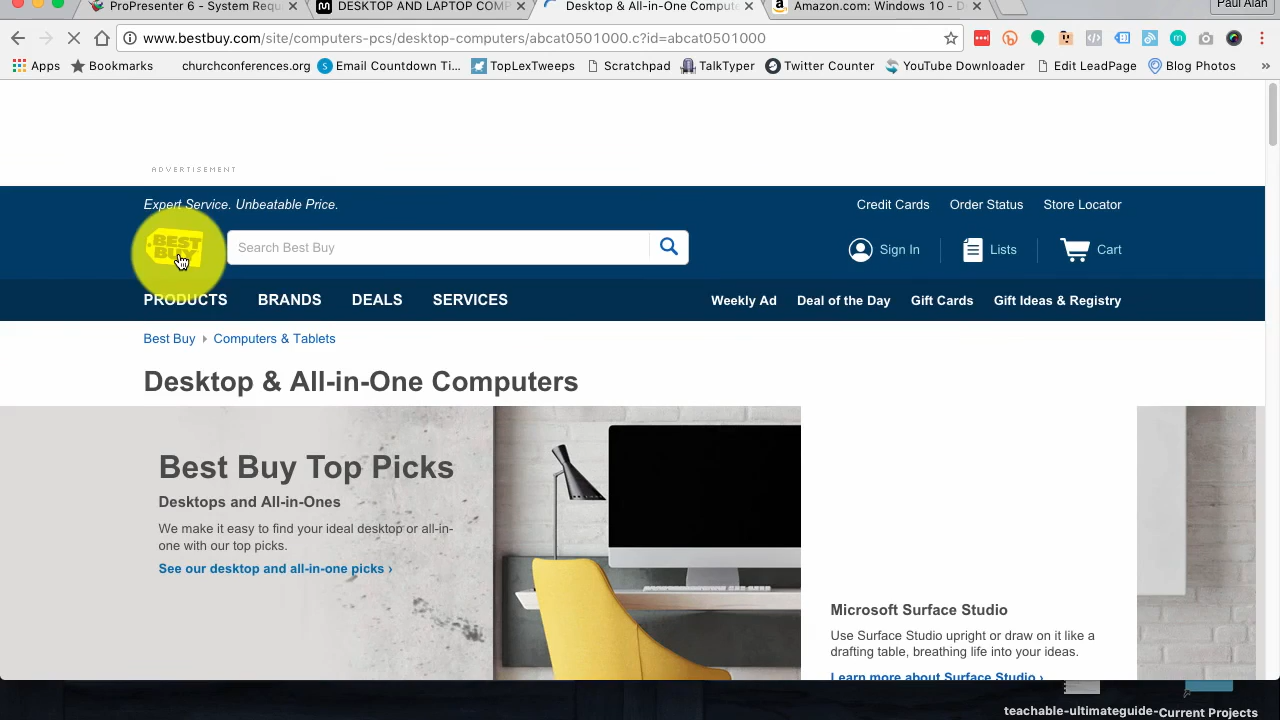 ProPresenter 6 - System Requ
DESKTOP AND LAPTOP COMP
Desktop & All-in-One Compute
Amazon.com: Windows 10 - D
Paul Alan
www.bestbuy.com/site/computers-pcs/desktop-computers/abcat0501000.c?id=abcat0501000
Apps
Bookmarks
churchconferences.org
Email Countdown Ti...
TopLexTweeps
Scratchpad
TalkTyper
Twitter Counter
YouTube Downloader
Edit LeadPage
Blog Photos
»
ADVERTISEMENT
Expert Service. Unbeatable Price.
Credit Cards
Order Status
Store Locator
BEST
BUY
Search Best Buy
Sign In
Lists
Cart
PRODUCTS
BRANDS
DEALS
SERVICES
Weekly Ad
Deal of the Day
Gift Cards
Gift Ideas & Registry
Best Buy
Computers & Tablets
Desktop & All-in-One Computers
Best Buy Top Picks
Desktops and All-in-Ones
We make it easy to find your ideal desktop or all-in-
one with our top picks.
See our desktop and all-in-one picks ›
Microsoft Surface Studio
Use Surface Studio upright or draw on it like a
drafting table, breathing life into your ideas.
Learn more about Surface Studio ›
teachable-ultimateguide-
Current Projects